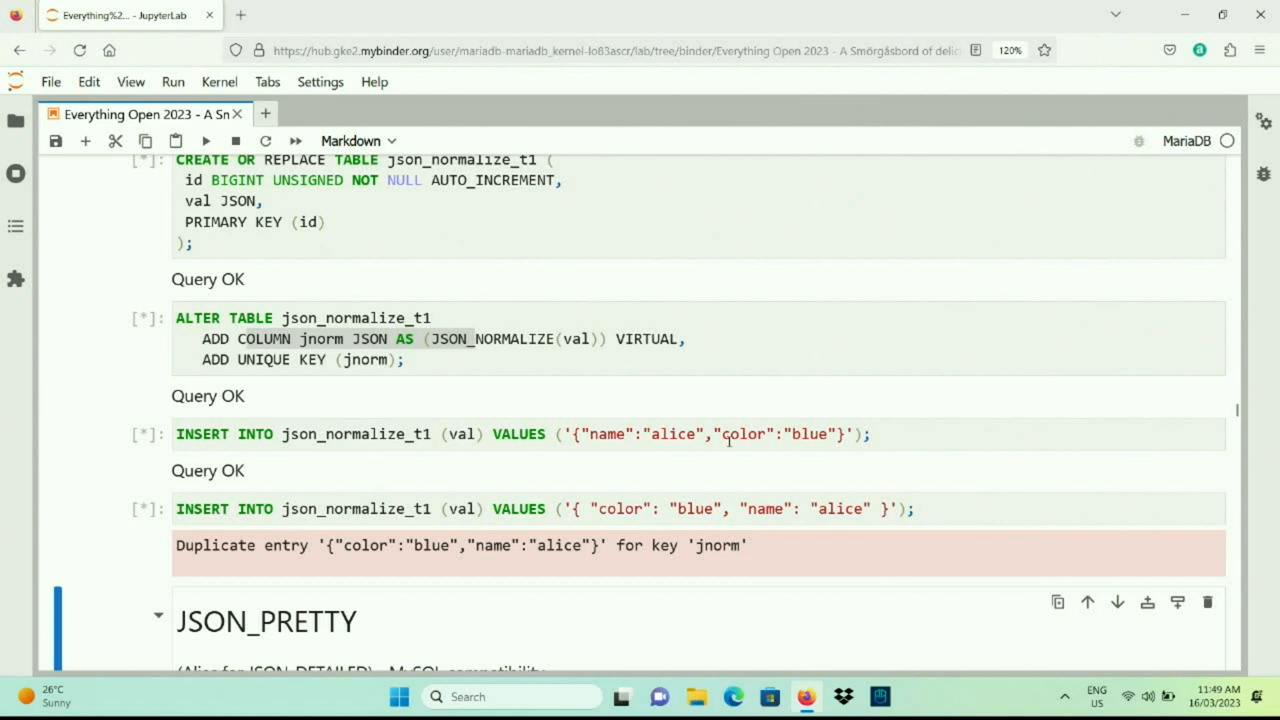 Everything%2... - JupyterLab
https://hub.gke2.mybinder.org/user/mariadb-mariadb_kernel-lo83ascr/lab/tree/binder/Everything Open 2023 - A Smörgåsbord of delic
120%
File Edit View Run Kernel Tabs Settings Help
Everything Open 2023 - A Sn
Markdown
MariaDB
[*]: CREATE OR REPLACE TABLE json_normalize_t1 (
id BIGINT UNSIGNED NOT NULL AUTO_INCREMENT,
val JSON,
PRIMARY KEY (id)
);
Query OK
[*]: ALTER TABLE json_normalize_t1
ADD COLUMN jnorm JSON AS (JSON_NORMALIZE(val)) VIRTUAL,
ADD UNIQUE KEY (jnorm);
Query OK
[*]: INSERT INTO json_normalize_t1 (val) VALUES ('{"name":"alice","color":"blue"}');
Query OK
[*]: INSERT INTO json_normalize_t1 (val) VALUES ('{ "color": "blue", "name": "alice" }');
Duplicate entry '{"color":"blue","name":"alice"}' for key 'jnorm'
JSON_PRETTY
(Alias for JSON_DETAILED) - MySQL compatibility
26°C
Sunny
Search
ENG
US
11:49 AM
16/03/2023